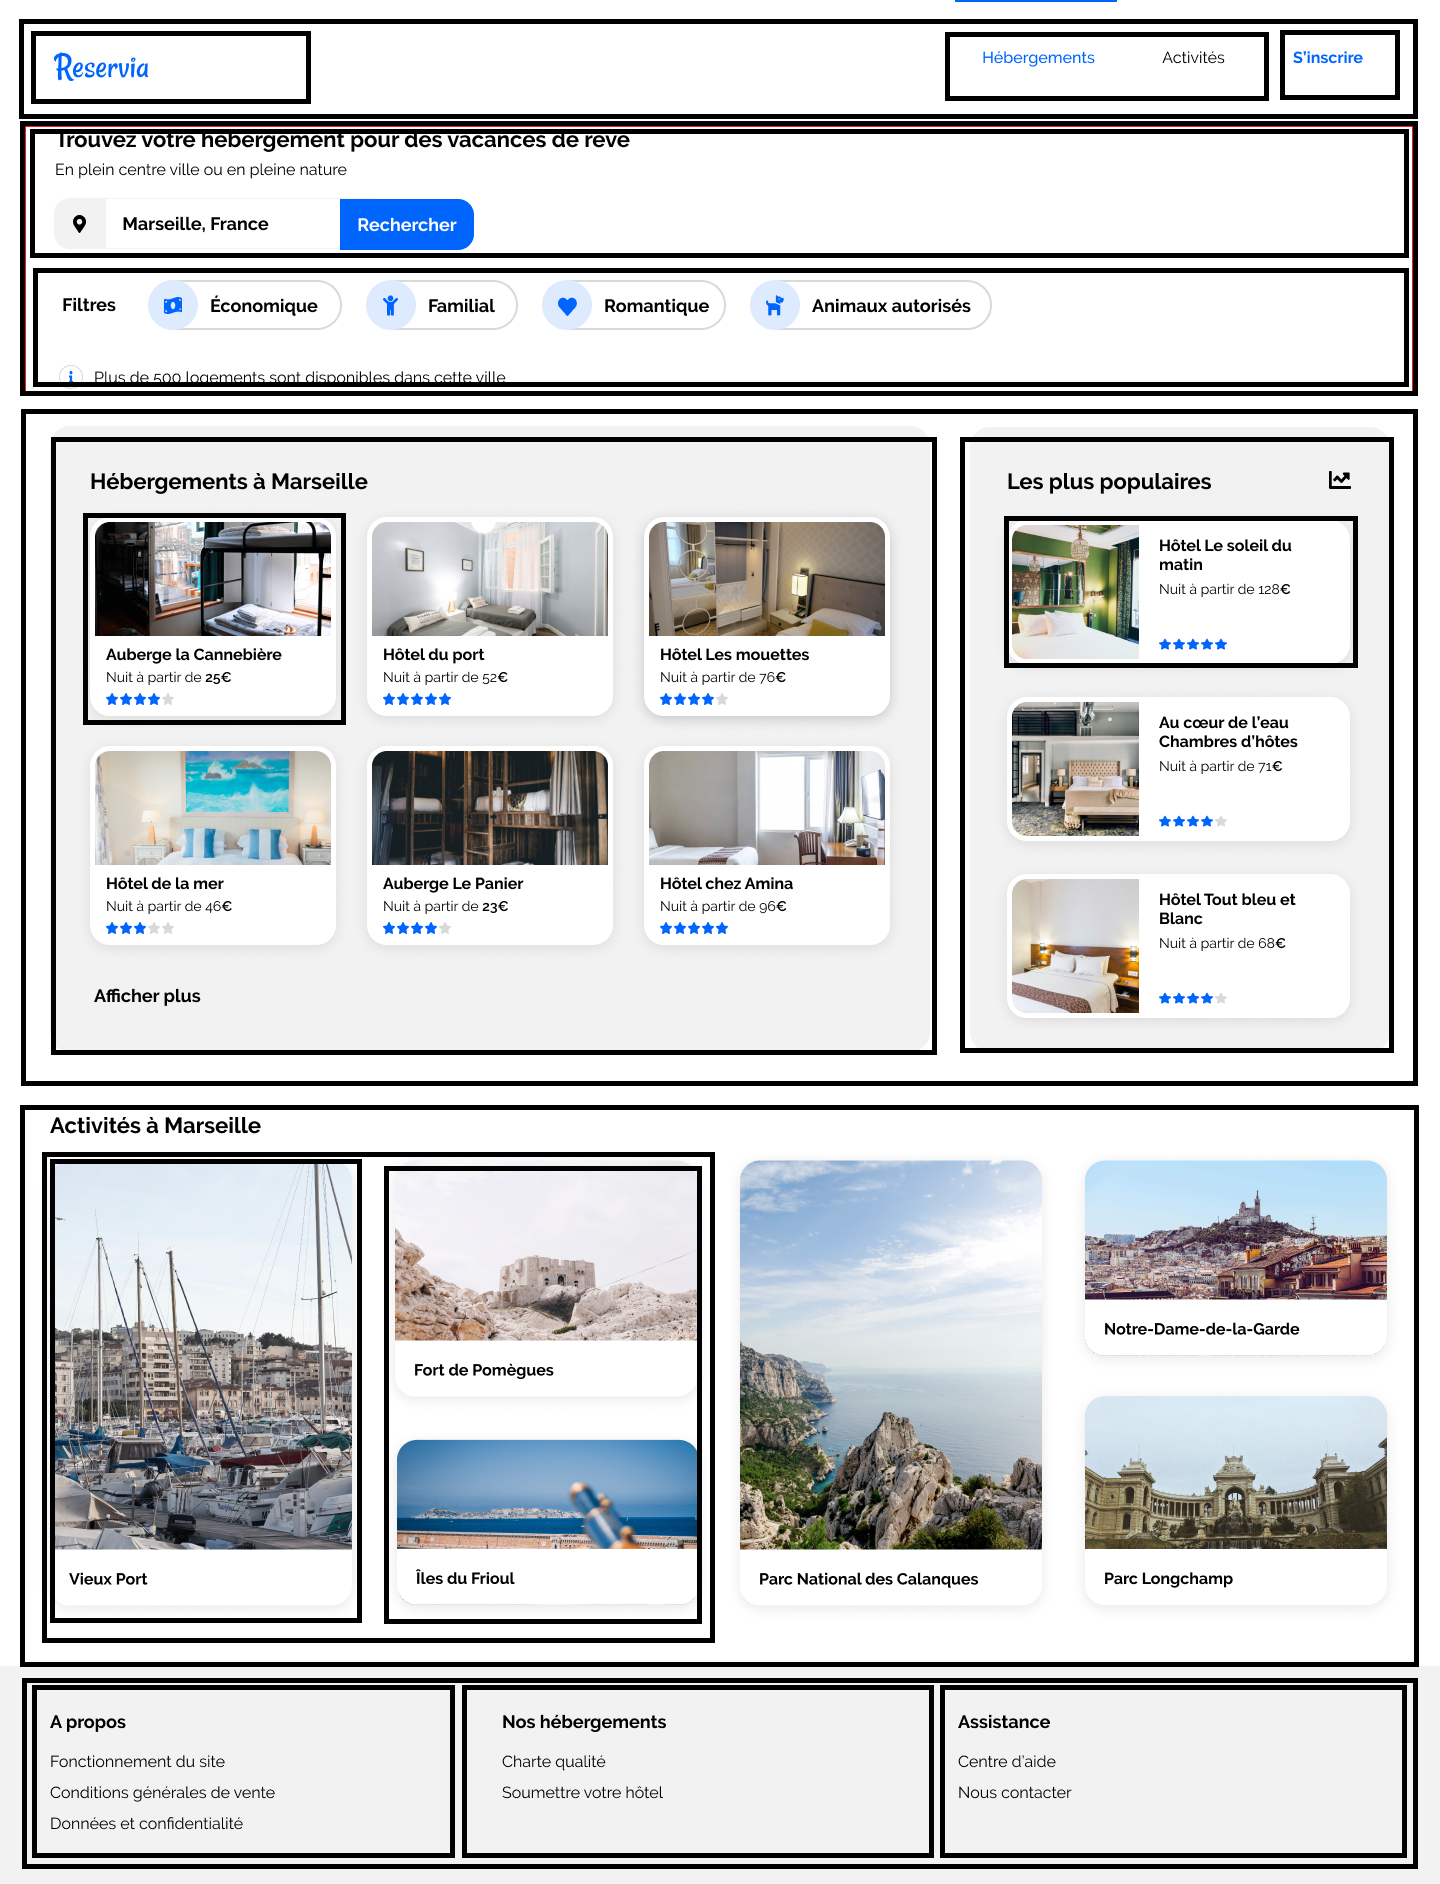 Reservia
Hébergements
Activités
S'inscrire
Trouvez votre hébergement pour des vacances de rêve
En plein centre ville ou en pleine nature
Marseille, France
Rechercher
Filtres
Économique
Familial
Romantique
Animaux autorisés
Plus de 500 logements sont disponibles dans cette ville
Hébergements à Marseille
Auberge la Cannebière
Nuit à partir de 25€
Hôtel du port
Nuit à partir de 52€
Hôtel Les mouettes
Nuit à partir de 76€
Hôtel de la mer
Nuit à partir de 46€
Auberge Le Panier
Nuit à partir de 23€
Hôtel chez Amina
Nuit à partir de 96€
Afficher plus
Les plus populaires
Hôtel Le soleil du
matin
Nuit à partir de 128€
Au cœur de l'eau
Chambres d'hôtes
Nuit à partir de 71€
Hôtel Tout bleu et
Blanc
Nuit à partir de 68€
Activités à Marseille
Vieux Port
Fort de Pomègues
Îles du Frioul
Parc National des Calanques
Notre-Dame-de-la-Garde
Parc Longchamp
A propos
Fonctionnement du site
Conditions générales de vente
Données et confidentialité
Nos hébergements
Charte qualité
Soumettre votre hôtel
Assistance
Centre d'aide
Nous contacter